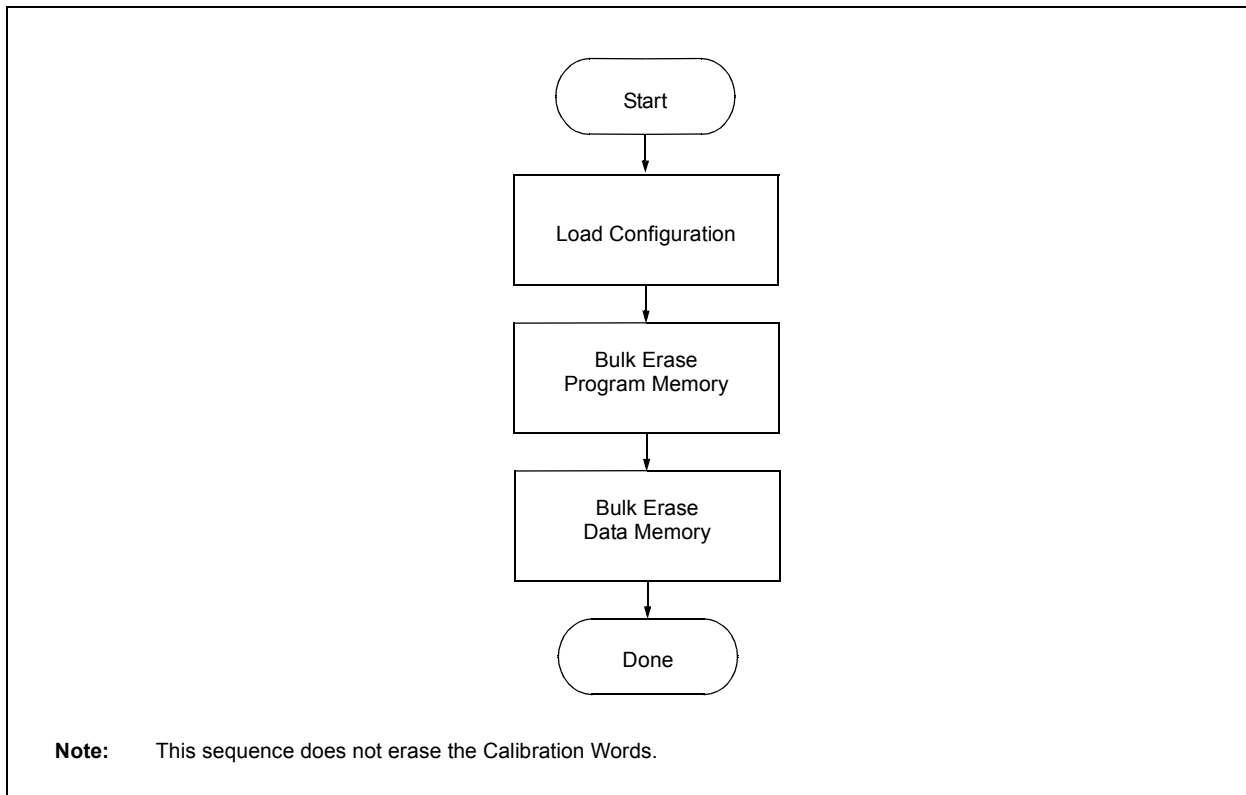 Start
Load Configuration
Bulk Erase
Program Memory
Bulk Erase
Data Memory
Done
Note: This sequence does not erase the Calibration Words.